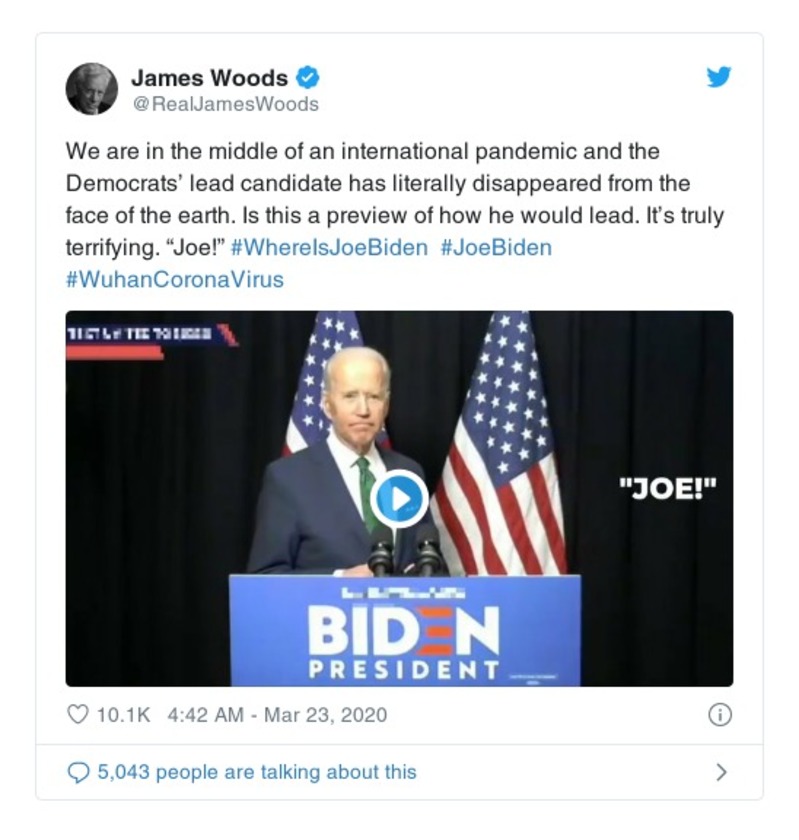 James Woods
@RealJamesWoods
We are in the middle of an international pandemic and the
Democrats’ lead candidate has literally disappeared from the
face of the earth. Is this a preview of how he would lead. It’s truly
terrifying. “Joe!” #WhereIsJoeBiden #JoeBiden
#WuhanCoronaVirus
"JOE!"
BIDEN
PRESIDENT
10.1K 4:42 AM - Mar 23, 2020
5,043 people are talking about this